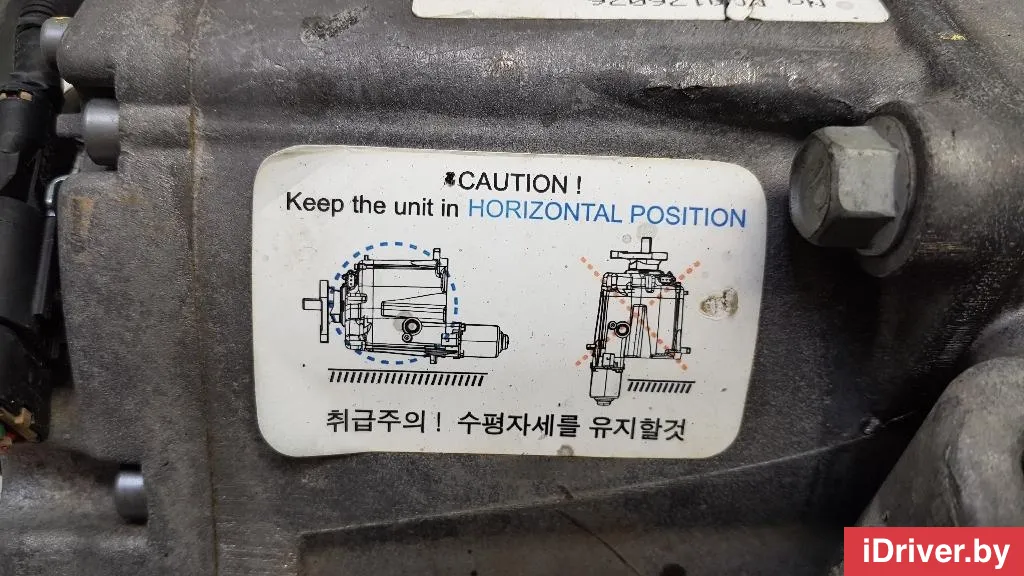 CAUTION !
Keep the unit in HORIZONTAL POSITION
취급주의 ! 수평자세를 유지할것
iDriver.by